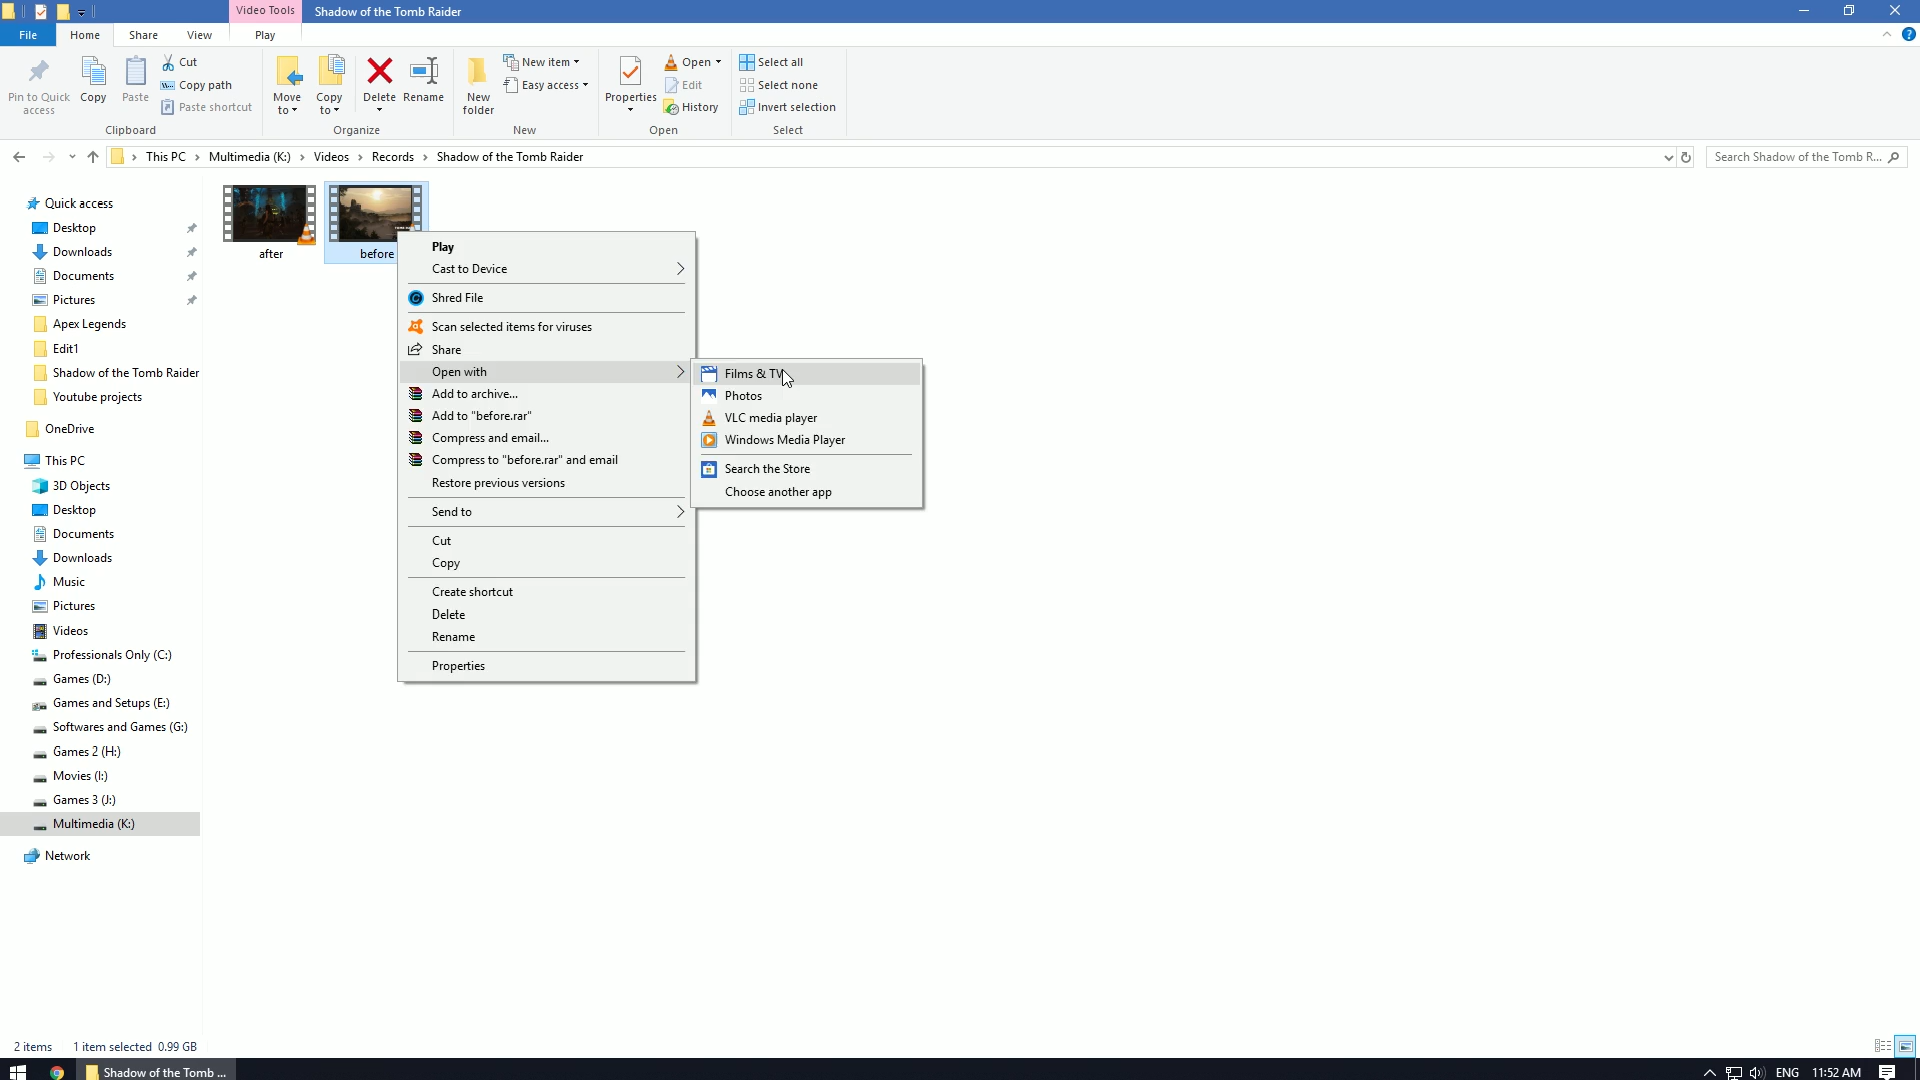 Video Tools
Shadow of the Tomb Raider
File
Home
Share
View
Play
Pin to Quick access
Copy
Paste
Cut
Copy path
Paste shortcut
Clipboard
Move to
Copy to
Delete
Rename
Organize
New folder
New item
Easy access
New
Properties
Open
Edit
History
Open
Select all
Select none
Invert selection
Select
This PC
Multimedia (K:)
Videos
Records
Shadow of the Tomb Raider
Search Shadow of the Tomb R...
Quick access
Desktop
Downloads
Documents
Pictures
Apex Legends
Edit1
Shadow of the Tomb Raider
Youtube projects
OneDrive
This PC
3D Objects
Desktop
Documents
Downloads
Music
Pictures
Videos
Professionals Only (C:)
Games (D:)
Games and Setups (E:)
Softwares and Games (G:)
Games 2 (H:)
Movies (I:)
Games 3 (J:)
Multimedia (K:)
Network
after
before
Play
Cast to Device
Shred File
Scan selected items for viruses
Share
Open with
Add to archive...
Add to "before.rar"
Compress and email...
Compress to "before.rar" and email
Restore previous versions
Send to
Cut
Copy
Create shortcut
Delete
Rename
Properties
Films & TV
Photos
VLC media player
Windows Media Player
Search the Store
Choose another app
2 items
1 item selected 0.99 GB
Shadow of the Tomb ...
ENG
11:52 AM